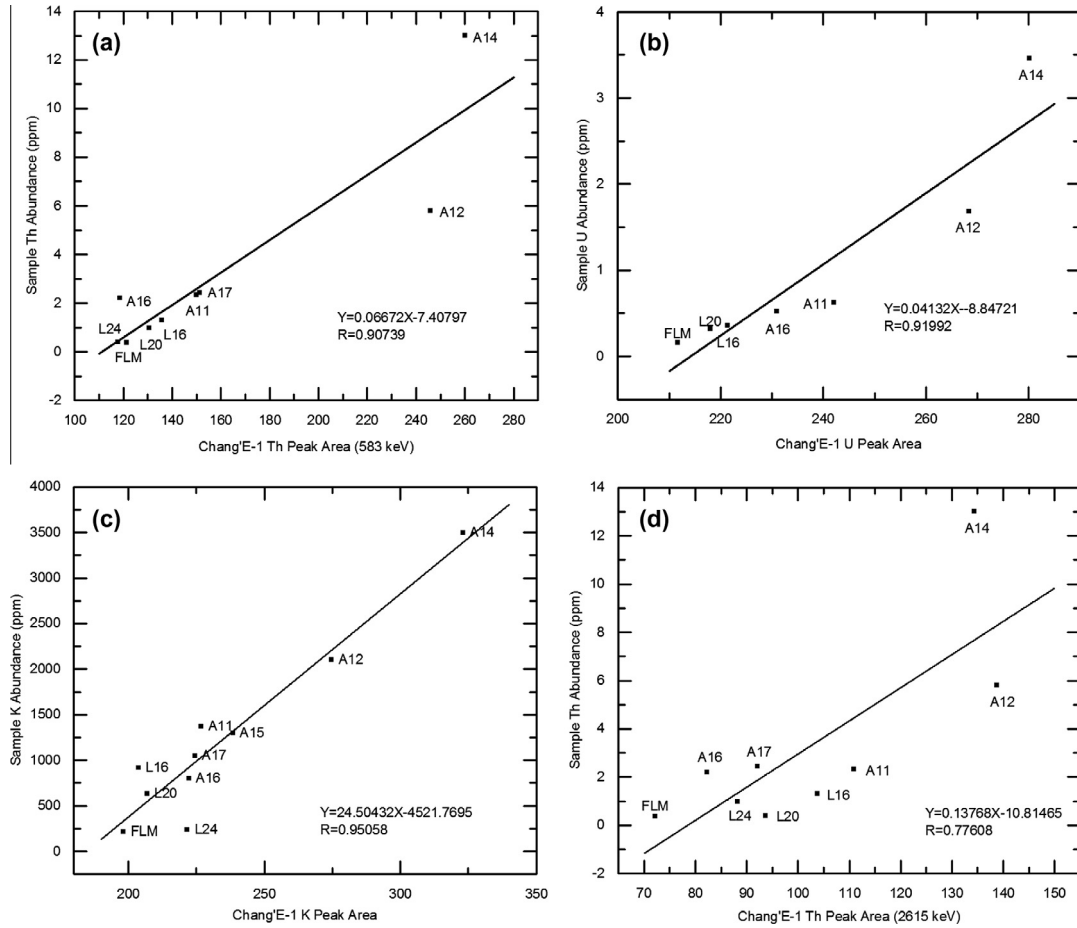 (a)
Sample Th Abundance (ppm)
14
12
10
8
6
4
2
0
-2
A14
A12
A16
A17
A11
L24
L16
L20
FLM
Y=0.06672X-7.40797
R=0.90739
100 120 140 160 180 200 220 240 260 280
Chang'E-1 Th Peak Area (583 keV)
(b)
Sample U Abundance (ppm)
4
3
2
1
0
A14
A12
A11
L20
A16
FLM
L16
Y=0.04132X--8.84721
R=0.91992
200 220 240 260 280
Chang'E-1 U Peak Area
(c)
Sample K Abundance (ppm)
4000
3500
3000
2500
2000
1500
1000
500
0
A14
A12
A11
A15
A17
L16
A16
L20
FLM
L24
Y=24.50432X-4521.7695
R=0.95058
200 250 300 350
Chang'E-1 K Peak Area
(d)
Sample Th Abundance (ppm)
14
12
10
8
6
4
2
0
-2
A14
A12
A16
A17
A11
L16
FLM
L24
L20
Y=0.13768X-10.81465
R=0.77608
70 80 90 100 110 120 130 140 150
Chang'E-1 Th Peak Area (2615 keV)